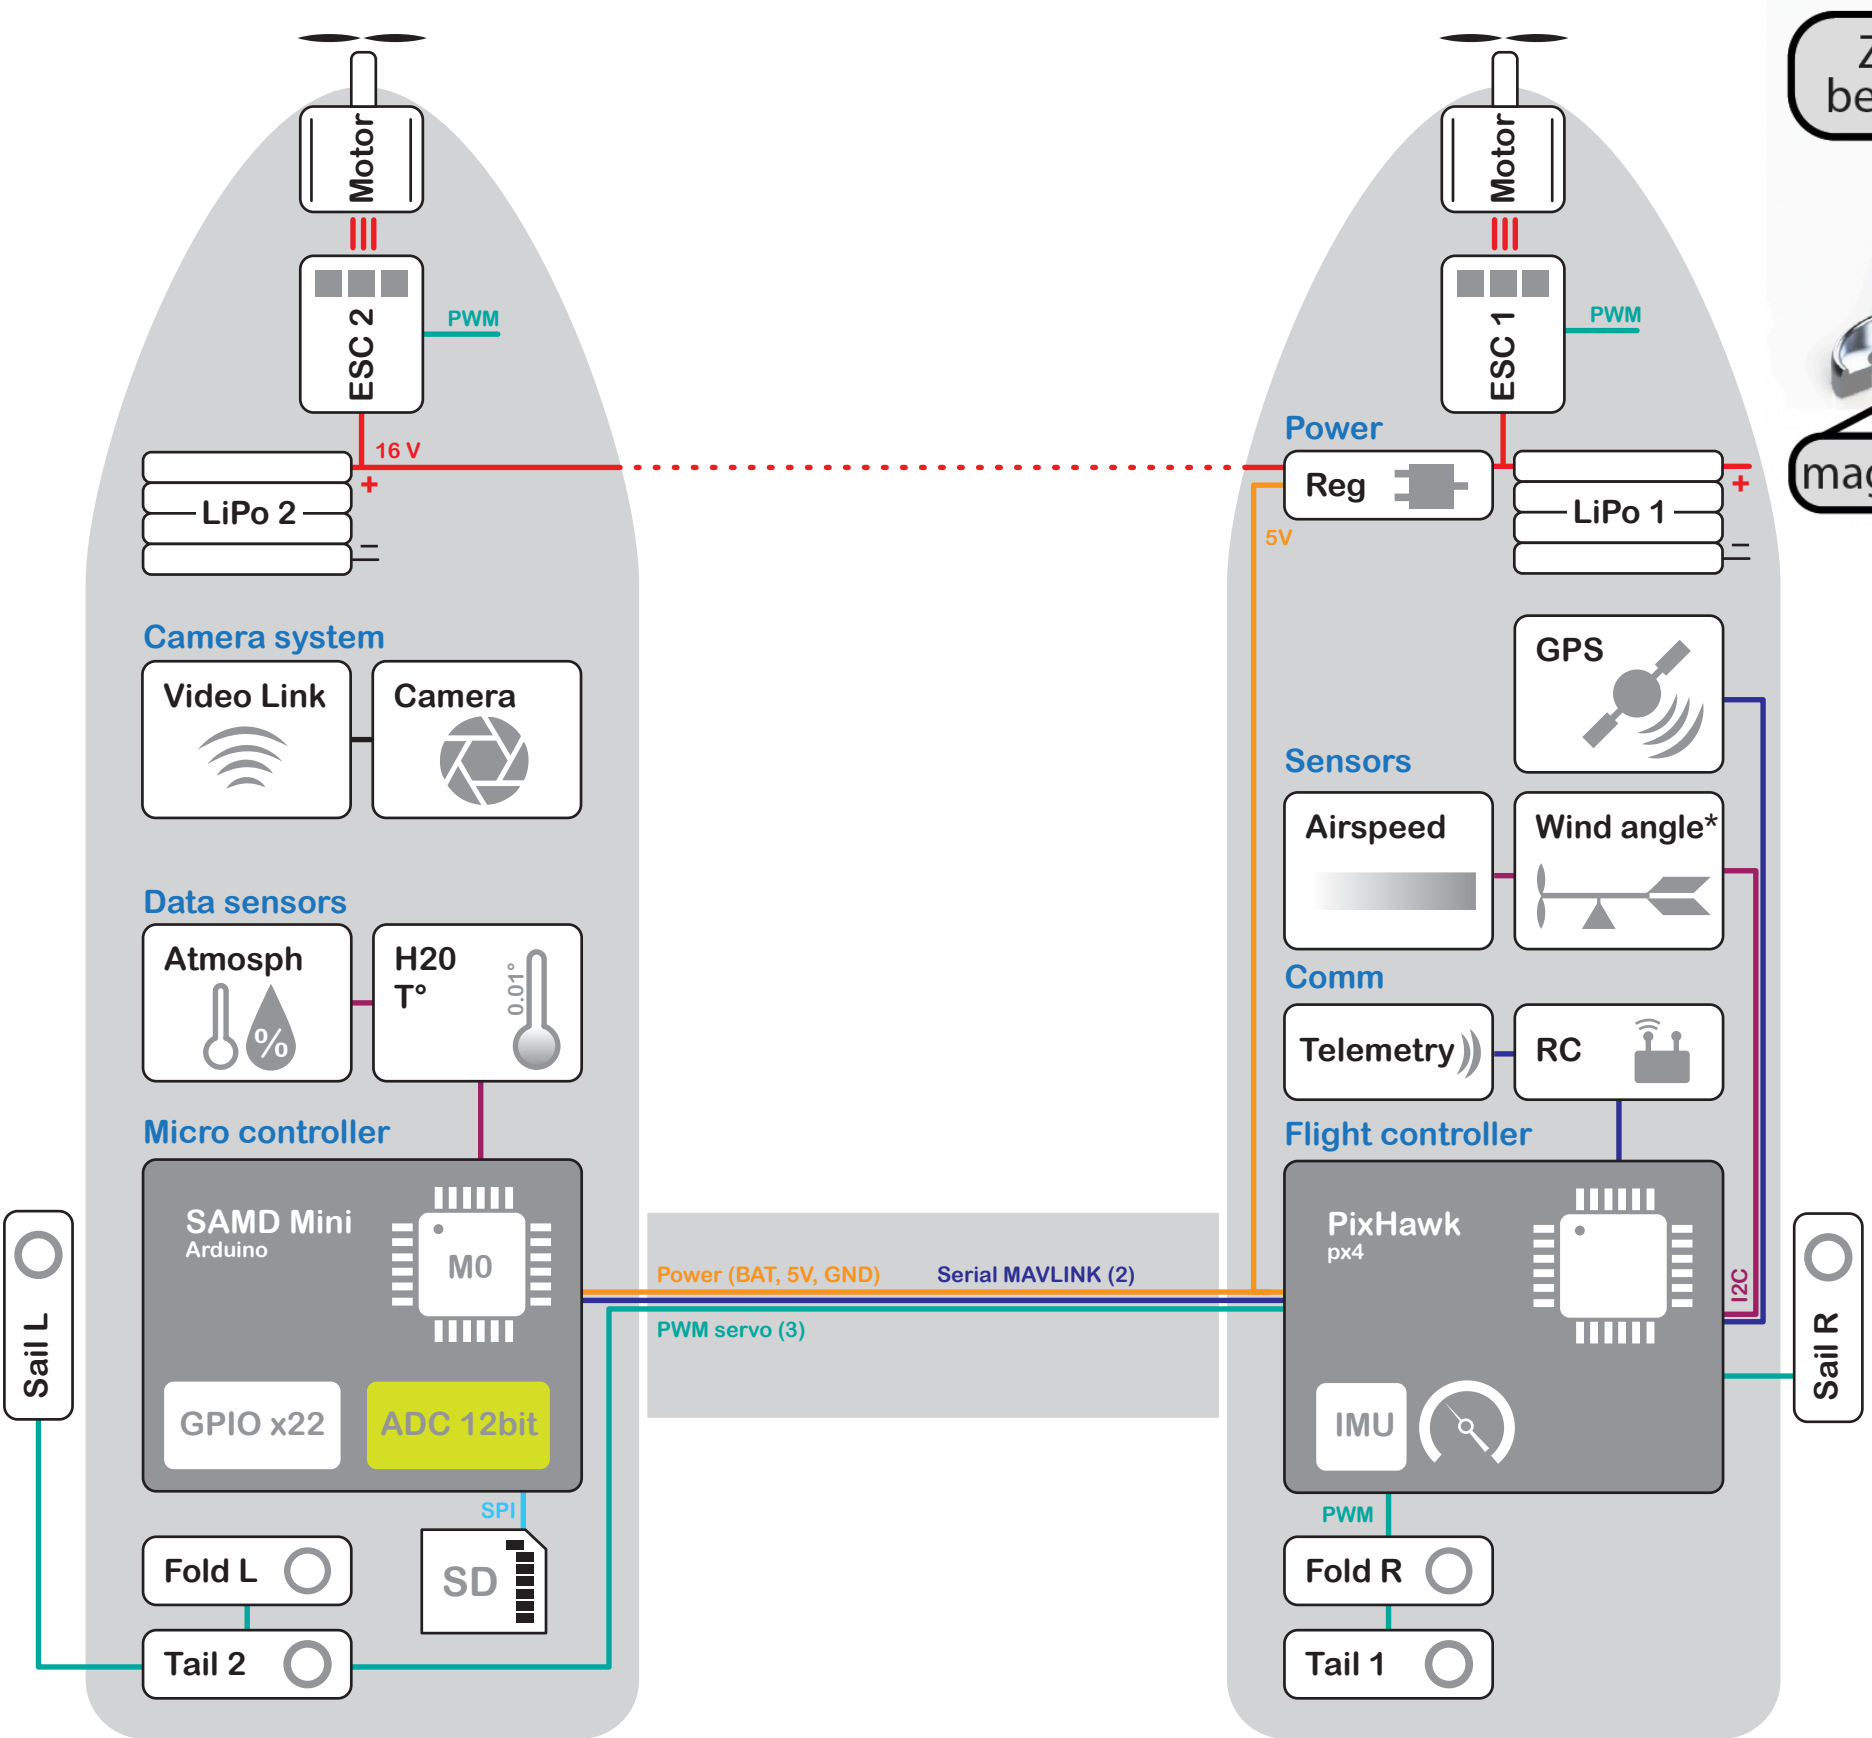 Motor
ESC 2
PWM
16 V
+
LiPo 2
Camera system
Video Link
Camera
Data sensors
Atmosph
%
H20
T°
0.01°
Micro controller
SAMD Mini
Arduino
M0
GPIO x22
ADC 12bit
SPI
SD
Sail L
Fold L
Tail 2
Power (BAT, 5V, GND)
Serial MAVLINK (2)
PWM servo (3)
Motor
ESC 1
PWM
Power
Reg
5V
+
LiPo 1
GPS
Sensors
Airspeed
Wind angle*
Comm
Telemetry
RC
Flight controller
PixHawk
px4
I2C
IMU
PWM
Sail R
Fold R
Tail 1